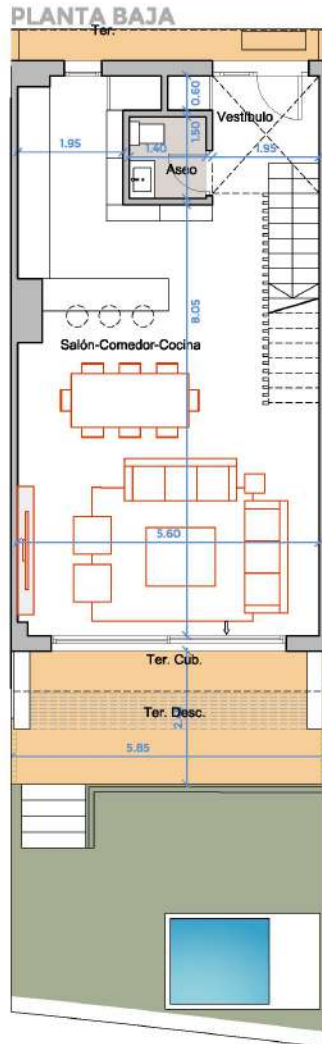 PLANTA BAJA
Ter.
0.60
Vestíbulo
1.50
1.95
1.40
1.95
Aseo
8.05
Salón-Comedor-Cocina
5.60
Ter. Cub.
Ter. Desc.
5.85